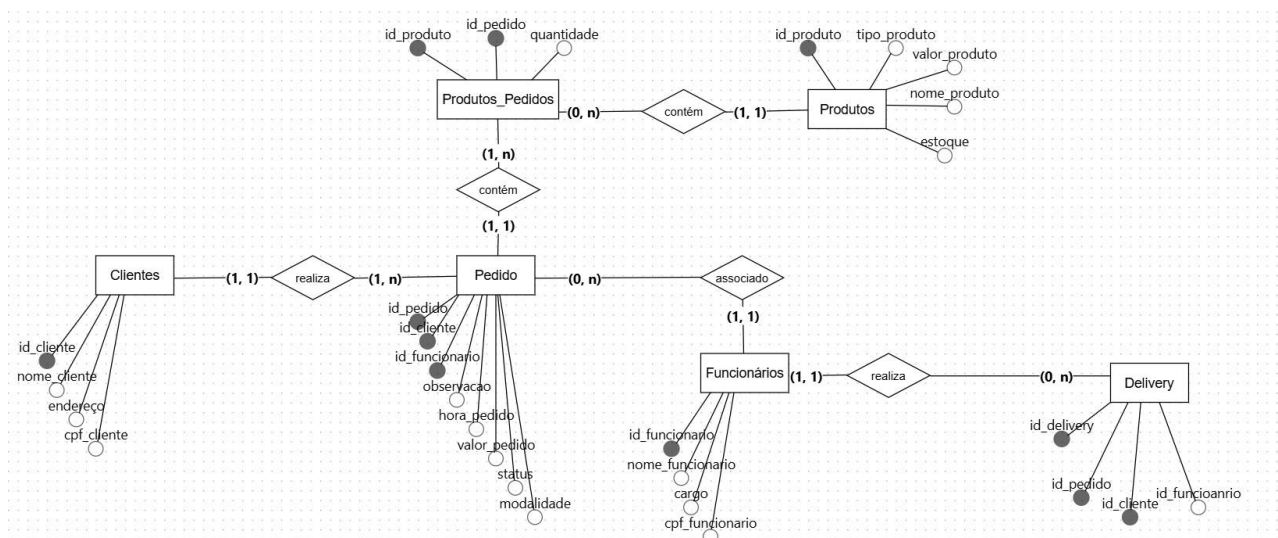 id_pedido
id_produto
quantidade
Produtos_Pedidos
(0, n)
contém
(1, 1)
id_produto
tipo_produto
valor_produto
nome_produto
estoque
Produtos
(1, n)
contém
(1, 1)
Clientes
(1, 1)
realiza
(1, n)
Pedido
(0, n)
associado
(1, 1)
id_cliente
nome_cliente
endereço
cpf_cliente
id_pedido
id_cliente
id_funcionario
observacao
hora_pedido
valor_pedido
status
modalidade
Funcionários
(1, 1)
realiza
(0, n)
Delivery
id_funcionario
nome_funcionario
cargo
cpf_funcionario
id_delivery
id_pedido
id_cliente
id_funcioanrio